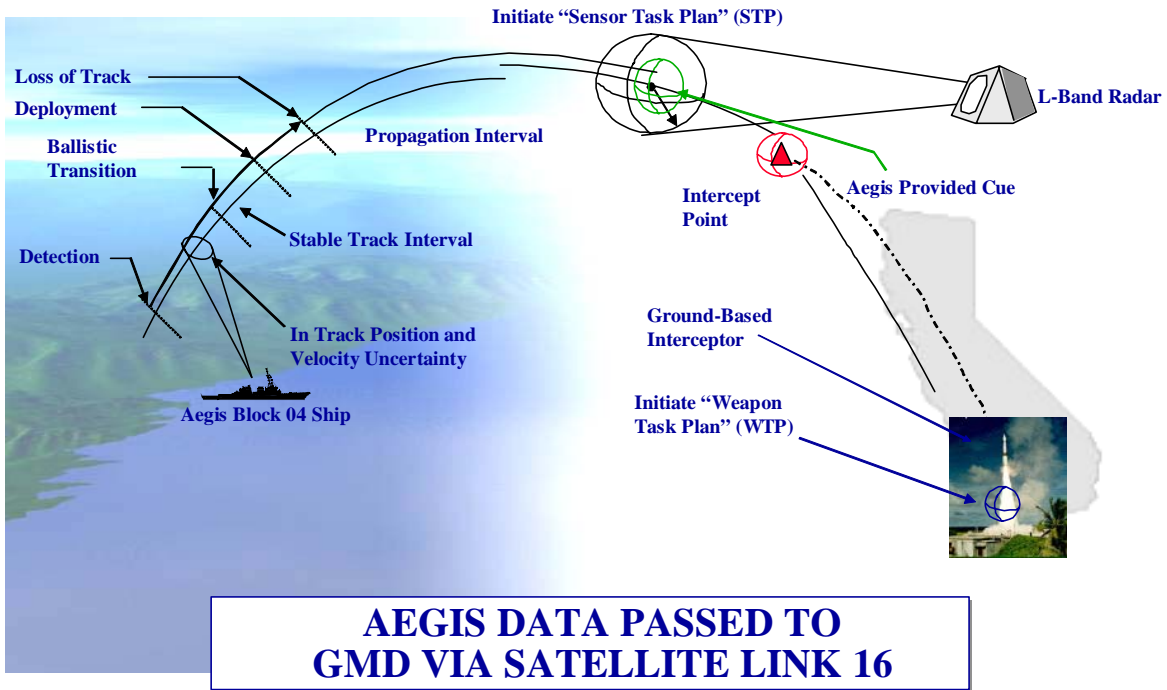 Initiate “Sensor Task Plan” (STP)
Loss of Track
Deployment
Ballistic
Transition
Propagation Interval
L-Band Radar
Aegis Provided Cue
Intercept
Point
Stable Track Interval
Detection
In Track Position and
Velocity Uncertainty
Aegis Block 04 Ship
Ground-Based
Interceptor
Initiate “Weapon
Task Plan” (WTP)
AEGIS DATA PASSED TO
GMD VIA SATELLITE LINK 16